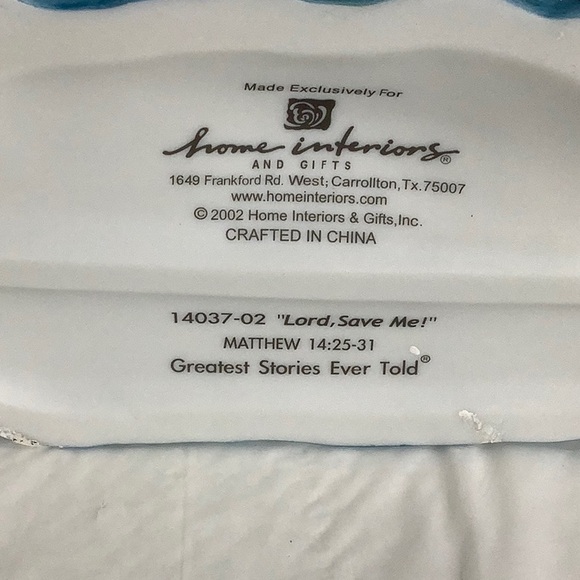 Made Exclusively For
home interiors®
AND GIFTS
1649 Frankford Rd. West; Carrollton, Tx. 75007
www.homeinteriors.com
© 2002 Home Interiors & Gifts, Inc.
CRAFTED IN CHINA
14037-02 "Lord, Save Me!"
MATTHEW 14:25-31
Greatest Stories Ever Told®